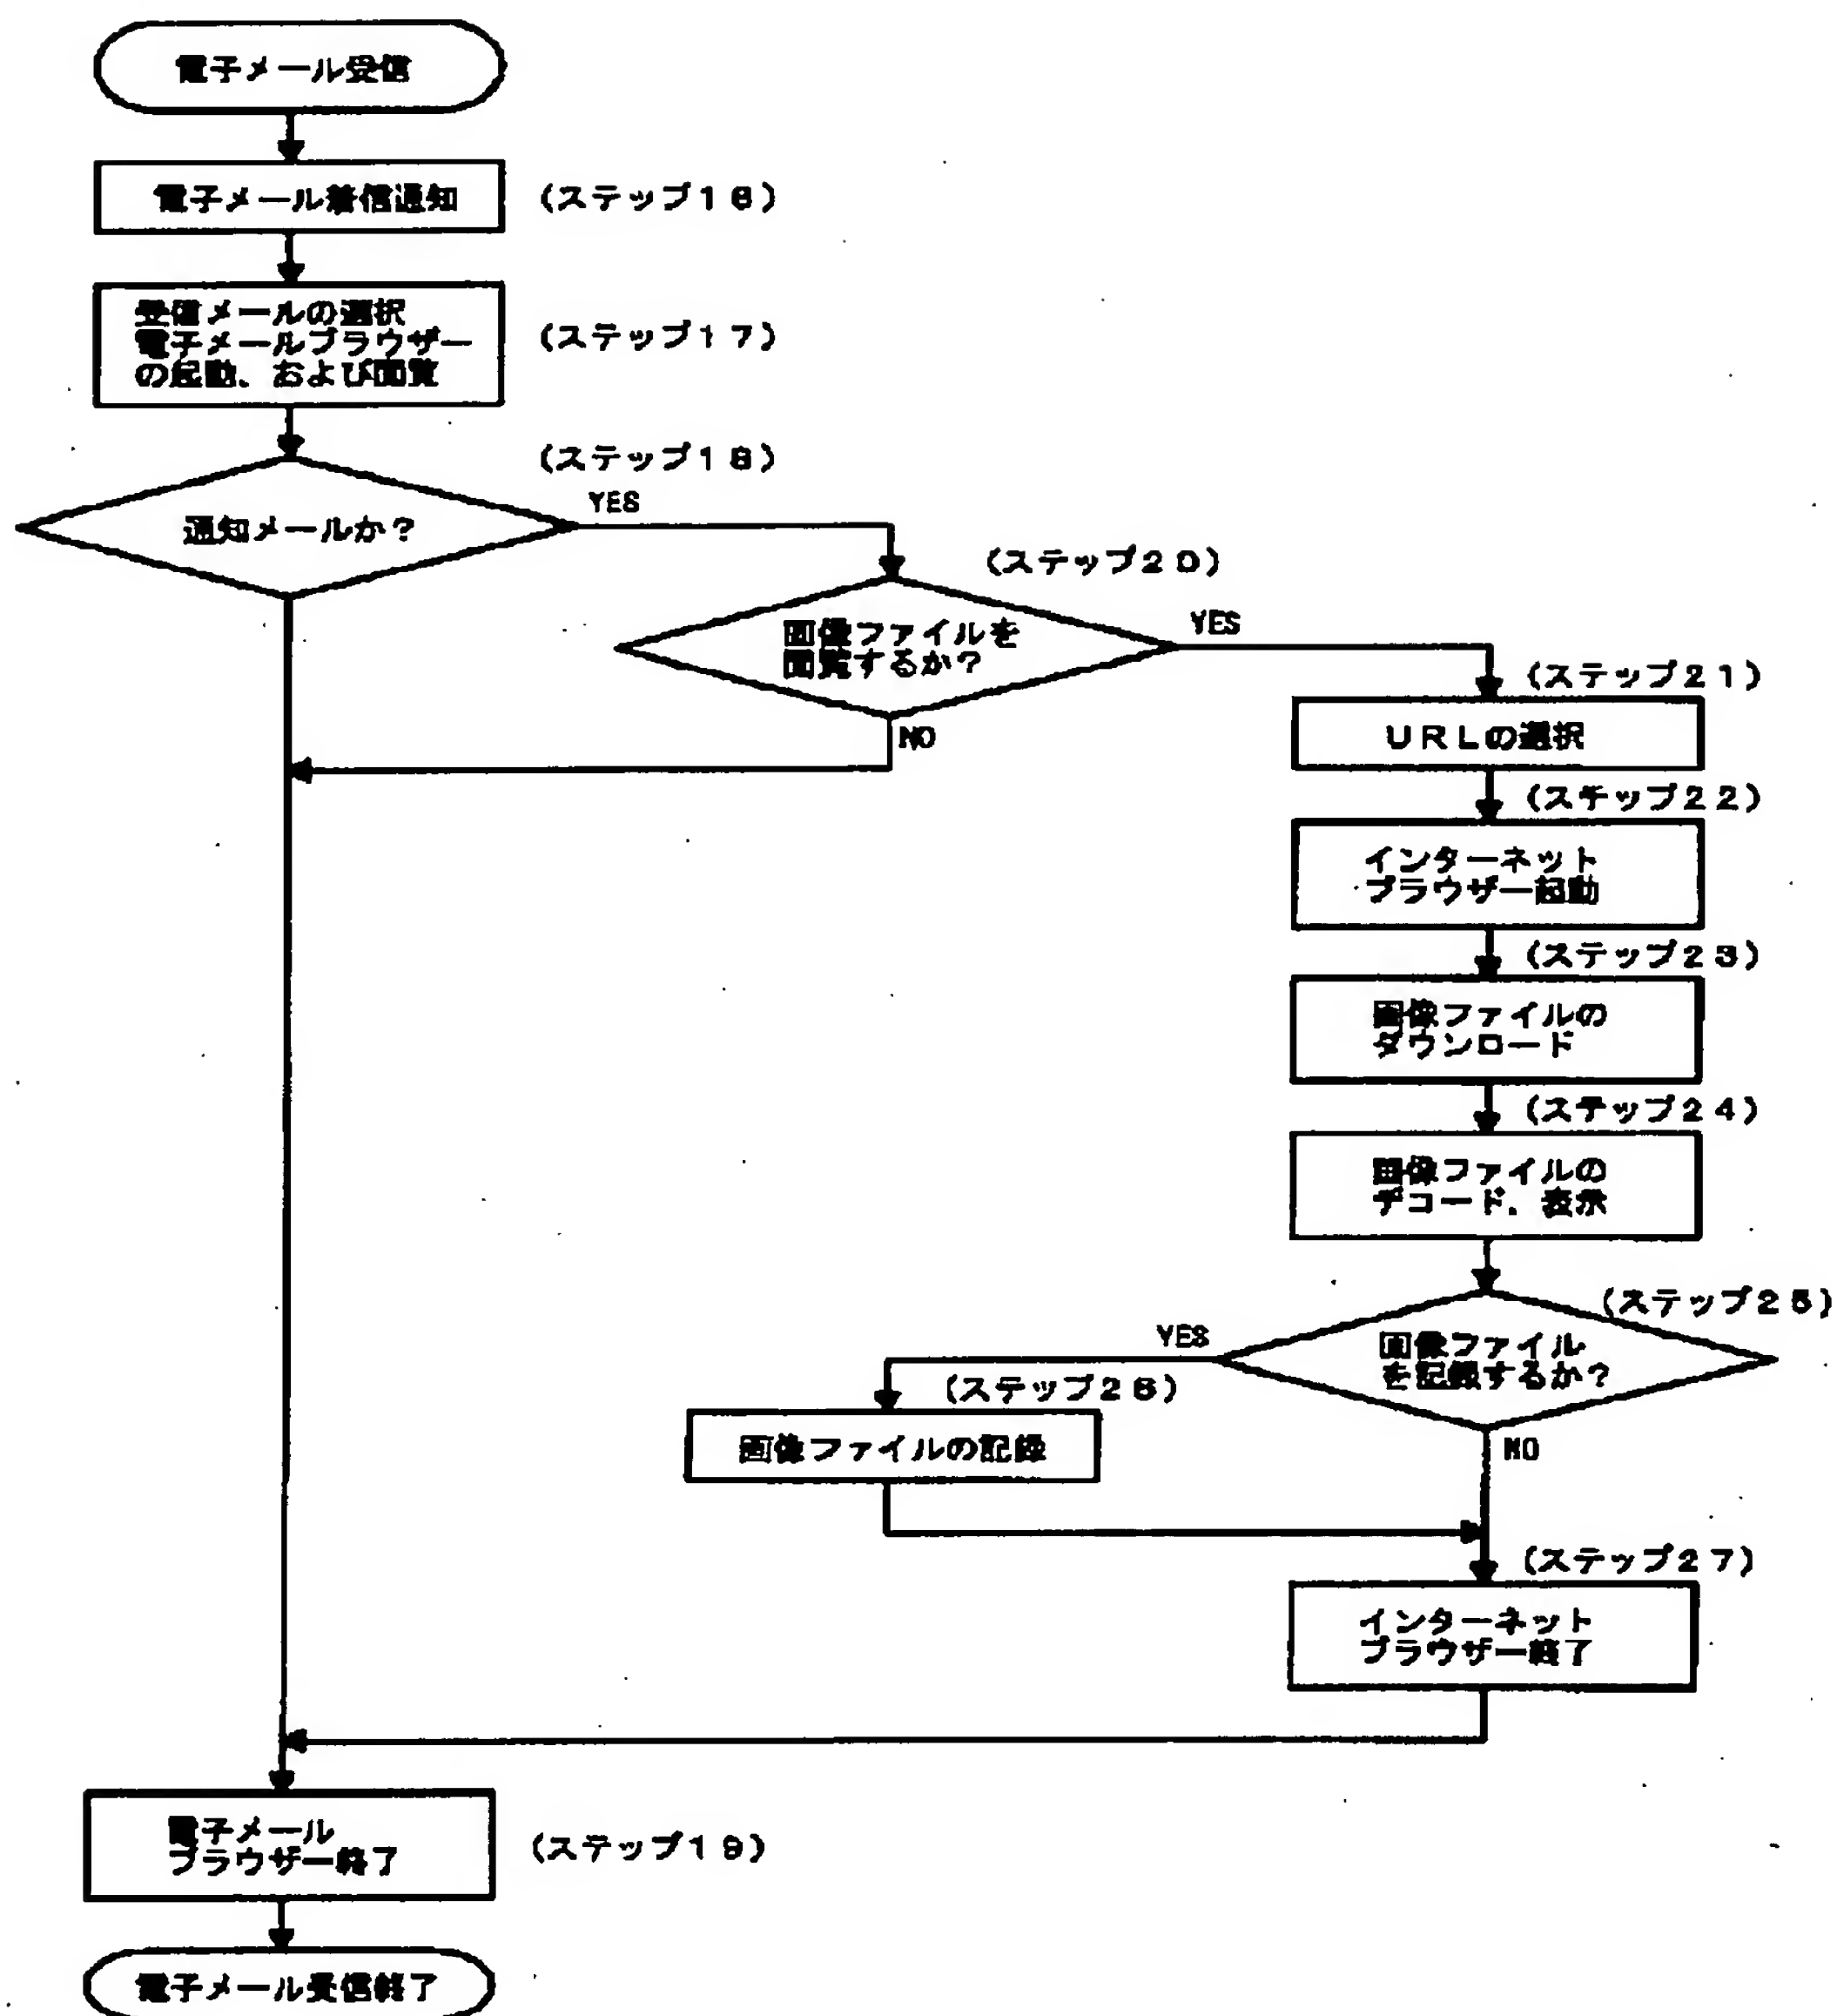 電子メール受信
電子メール着信通知
(ステップ16)
受信メールの選択
電子メールブラウザー
の起動、および閲覧
(ステップ17)
(ステップ18)
通知メールか?
YES
(ステップ20)
画像ファイルを
閲覧するか?
YES
NO
(ステップ21)
URLの選択
(ステップ22)
インターネット
ブラウザー起動
(ステップ23)
画像ファイルの
ダウンロード
(ステップ24)
画像ファイルの
デコード、表示
(ステップ25)
画像ファイル
を記録するか?
YES
NO
(ステップ26)
画像ファイルの記録
(ステップ27)
インターネット
ブラウザー終了
電子メール
ブラウザー終了
(ステップ19)
電子メール受信終了